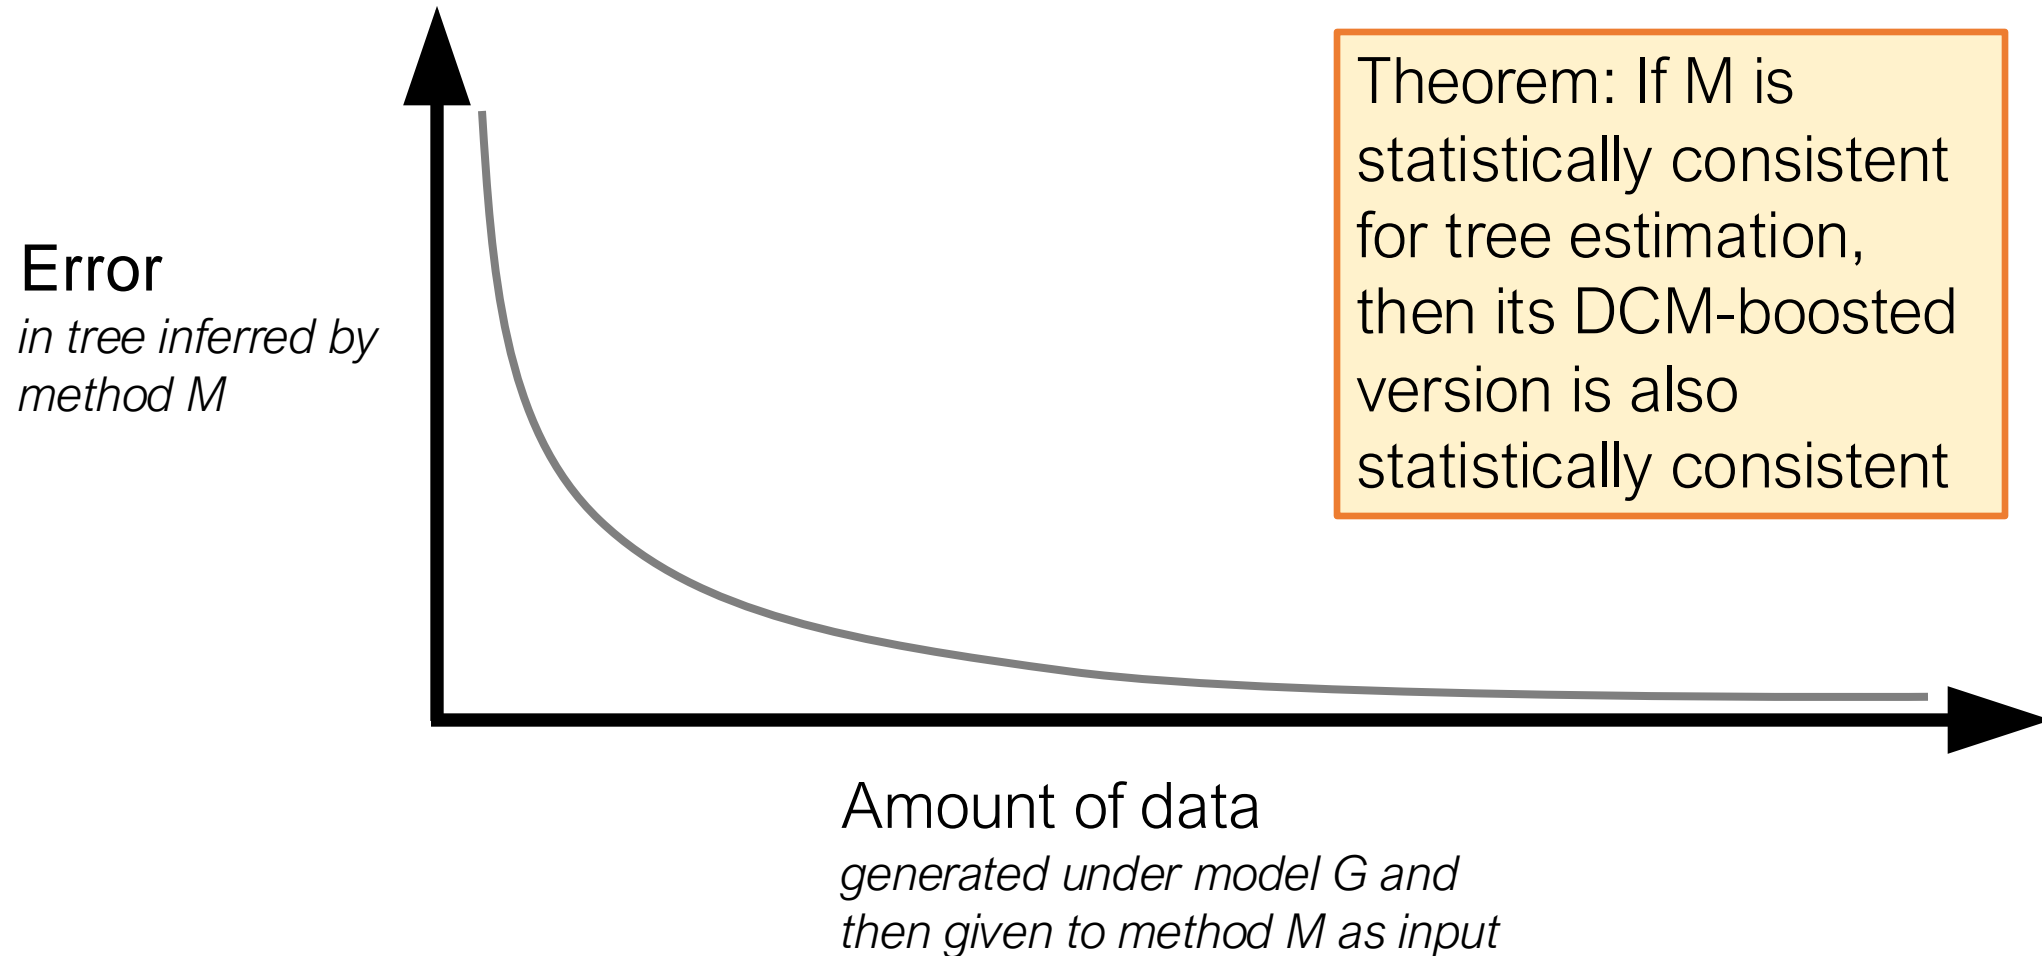 Theorem: If M is
statistically consistent
for tree estimation,
then its DCM-boosted
version is also
statistically consistent
Error
in tree inferred by
method M
Amount of data
generated under model G and
then given to method M as input